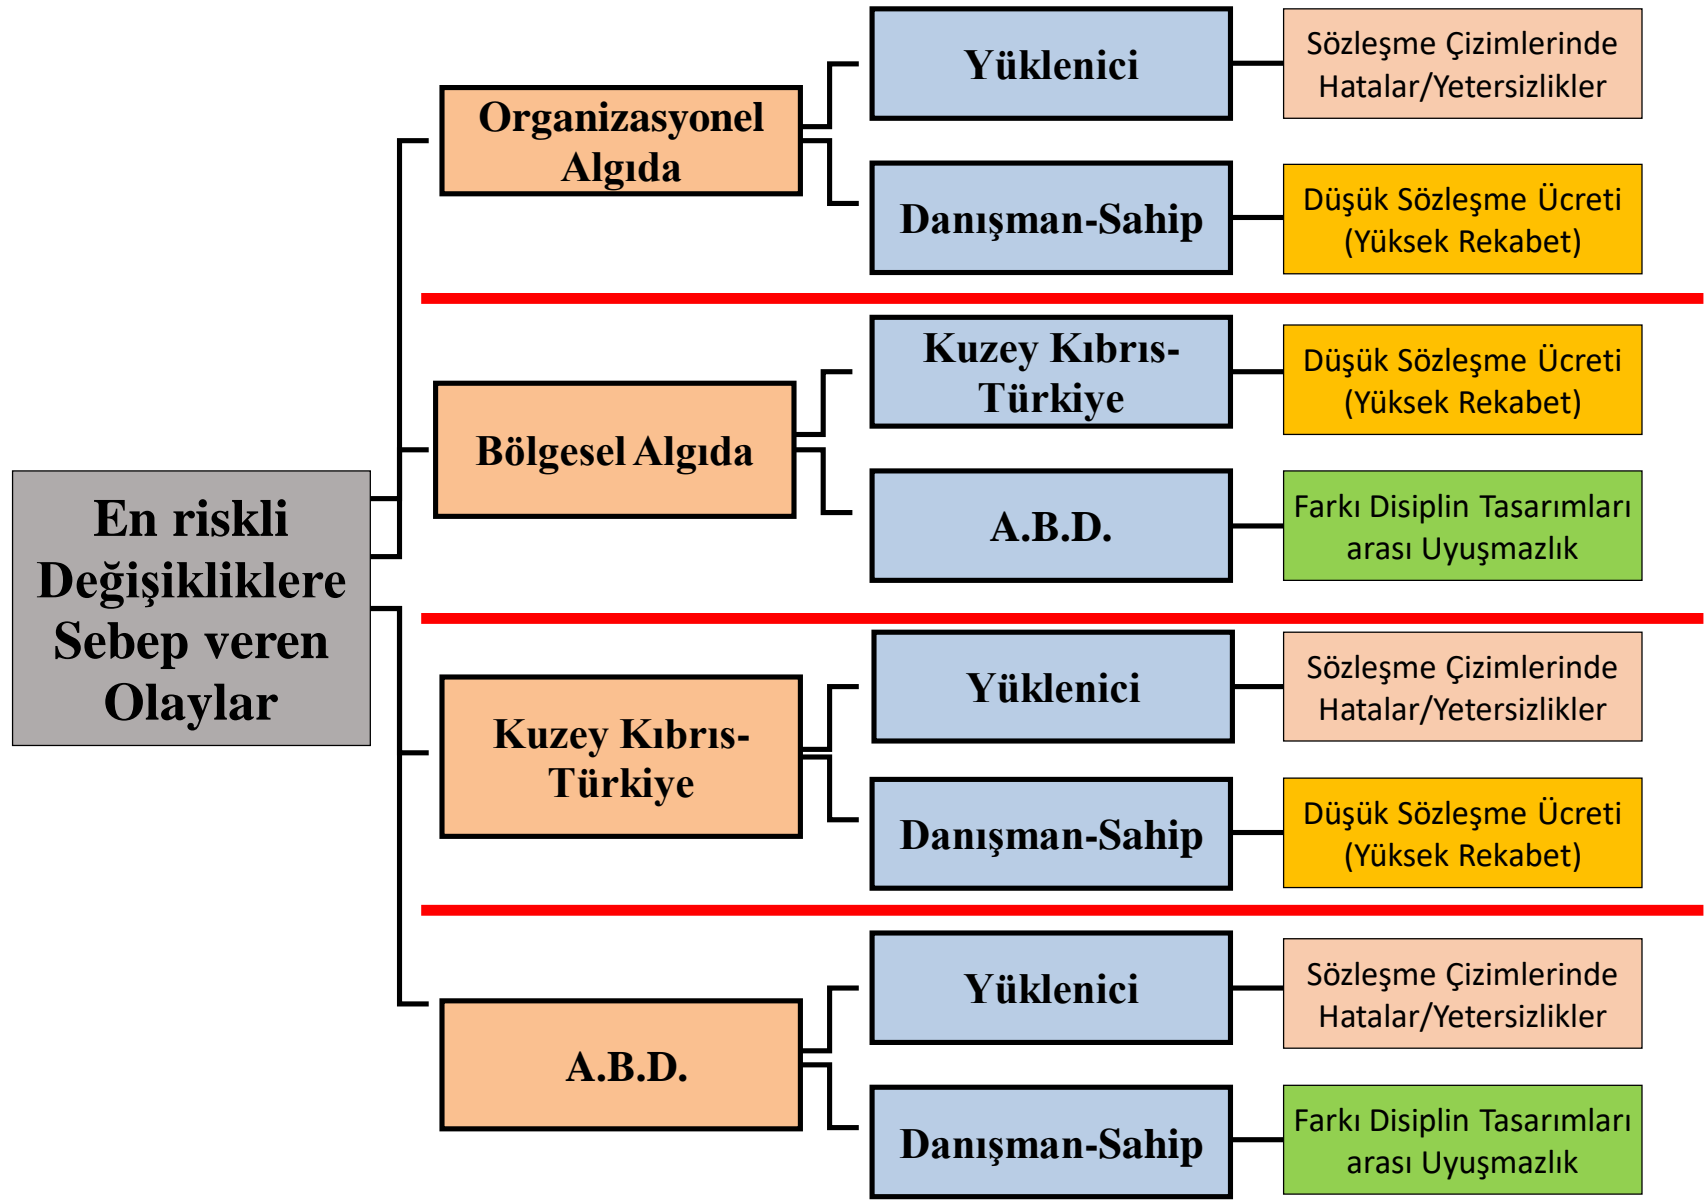 En riskli
Değişikliklere
Sebep veren
Olaylar
Organizasyonel
Algıda
Yüklenici
Sözleşme Çizimlerinde
Hatalar/Yetersizlikler
Danışman-Sahip
Düşük Sözleşme Ücreti
(Yüksek Rekabet)
Bölgesel Algıda
Kuzey Kıbrıs-
Türkiye
Düşük Sözleşme Ücreti
(Yüksek Rekabet)
A.B.D.
Farkı Disiplin Tasarımları
arası Uyuşmazlık
Kuzey Kıbrıs-
Türkiye
Yüklenici
Sözleşme Çizimlerinde
Hatalar/Yetersizlikler
Danışman-Sahip
Düşük Sözleşme Ücreti
(Yüksek Rekabet)
A.B.D.
Yüklenici
Sözleşme Çizimlerinde
Hatalar/Yetersizlikler
Danışman-Sahip
Farkı Disiplin Tasarımları
arası Uyuşmazlık